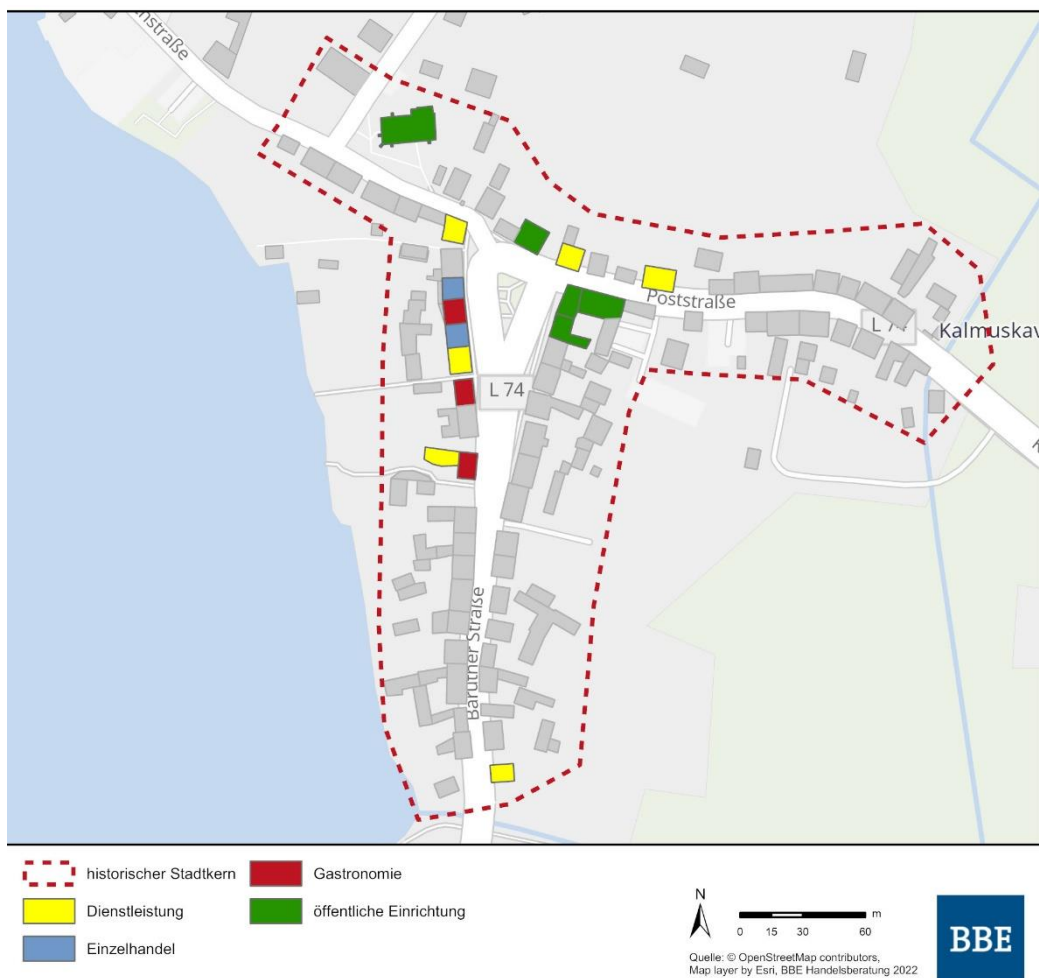 nstraße
Poststraße
L 74
Kalmuskav
L 74
K
Baruther Straße
historischer Stadtkern
Gastronomie
Dienstleistung
öffentliche Einrichtung
Einzelhandel
N
m
0 15 30 60
Quelle: © OpenStreetMap contributors,
Map layer by Esri, BBE Handelsberatung 2022
BBE